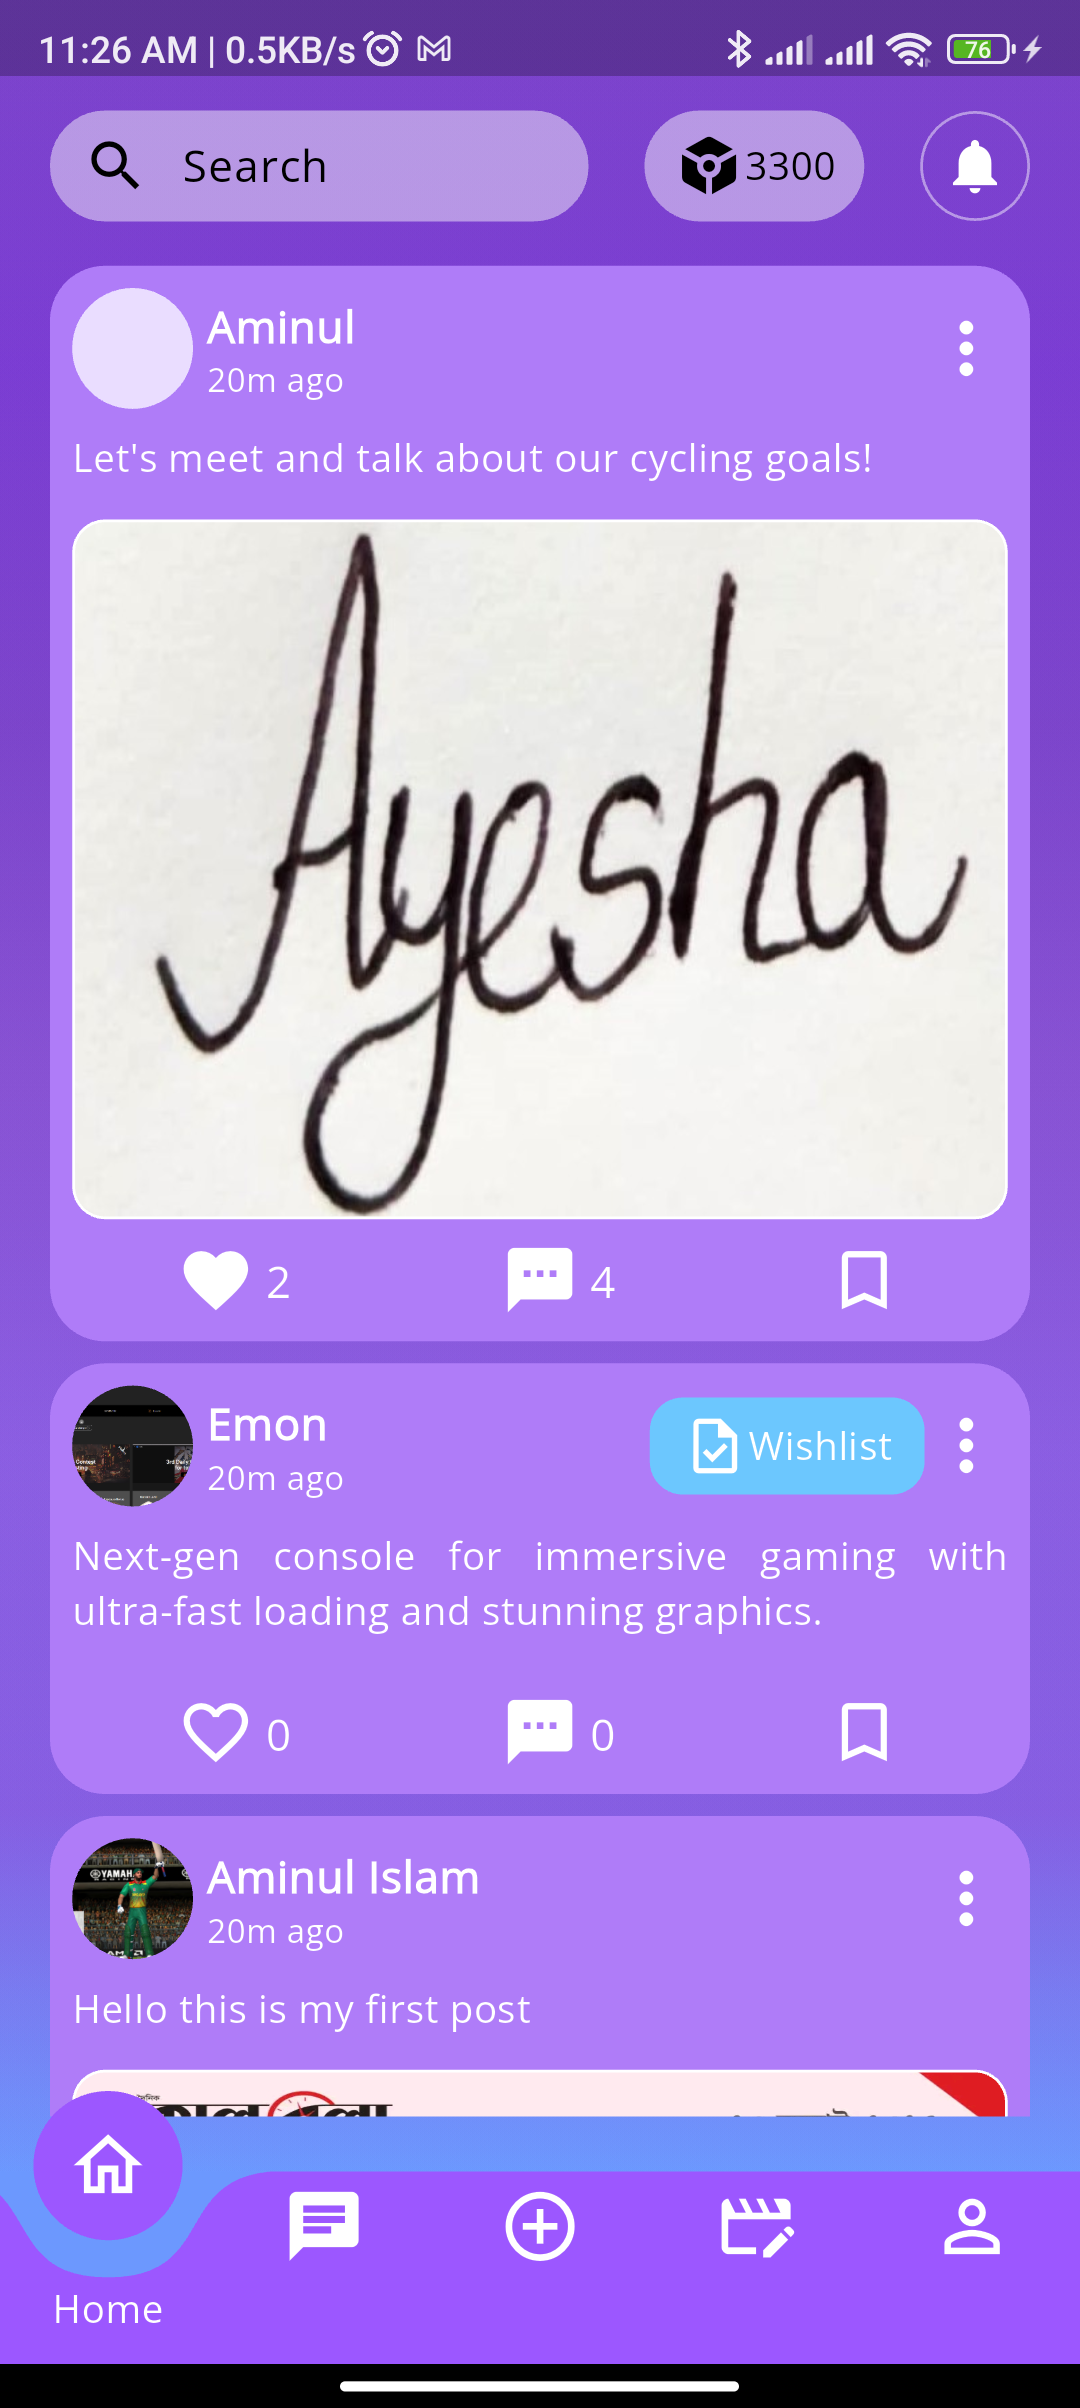 11:26 AM | 0.5KB/s
76
Search
3300
Aminul
20m ago
Let's meet and talk about our cycling goals!
Ayesha
2
4
Emon
20m ago
Wishlist
Next-gen console for immersive gaming with
ultra-fast loading and stunning graphics.
0
0
YAMAH
Aminul Islam
20m ago
Hello this is my first post
Home